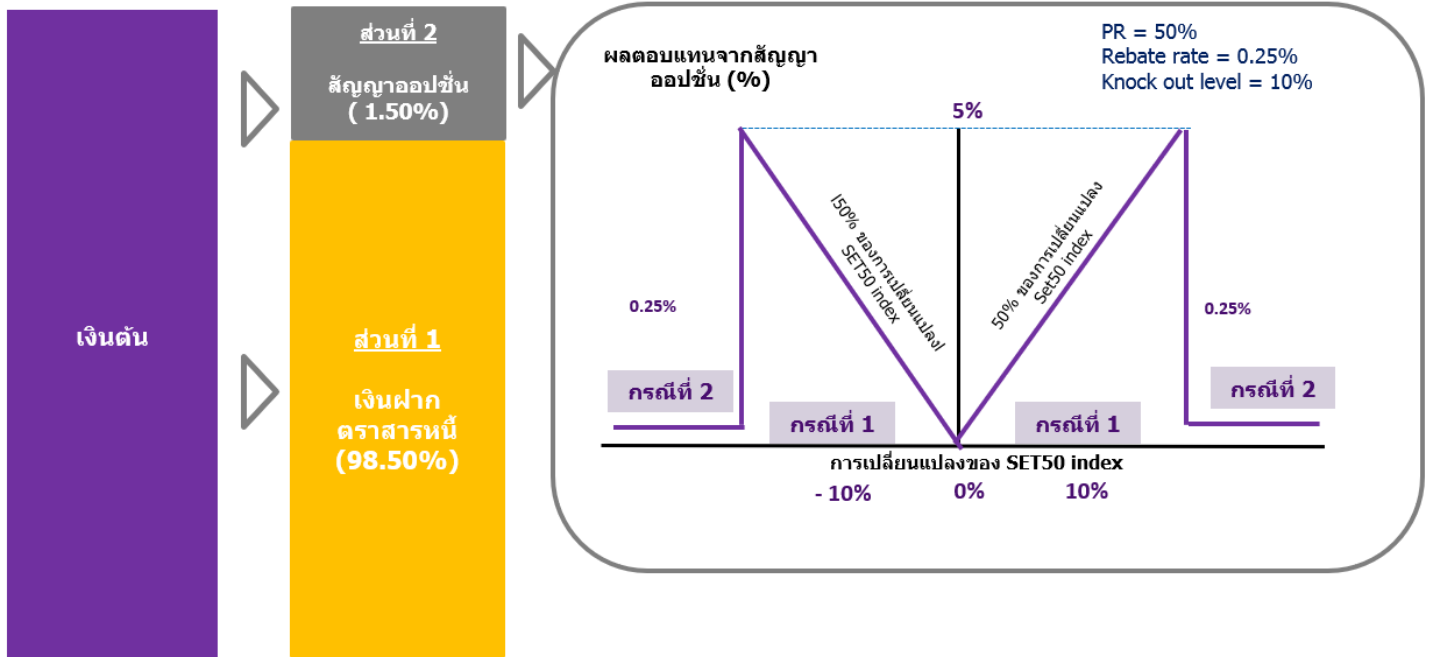 เงินต้น
ส่วนที่ 2
สัญญาออปชั่น
( 1.50%)
ส่วนที่ 1
เงินฝาก
ตราสารหนี้
(98.50%)
ผลตอบแทนจากสัญญา
ออปชั่น (%)
PR = 50%
Rebate rate = 0.25%
Knock out level = 10%
5%
|50% ของการเปลี่ยนแปลง|
SET50 index
50% ของการเปลี่ยนแปลง
Set50 index
0.25%
0.25%
กรณีที่ 2
กรณีที่ 1
กรณีที่ 1
กรณีที่ 2
การเปลี่ยนแปลงของ SET50 index
- 10%
0%
10%